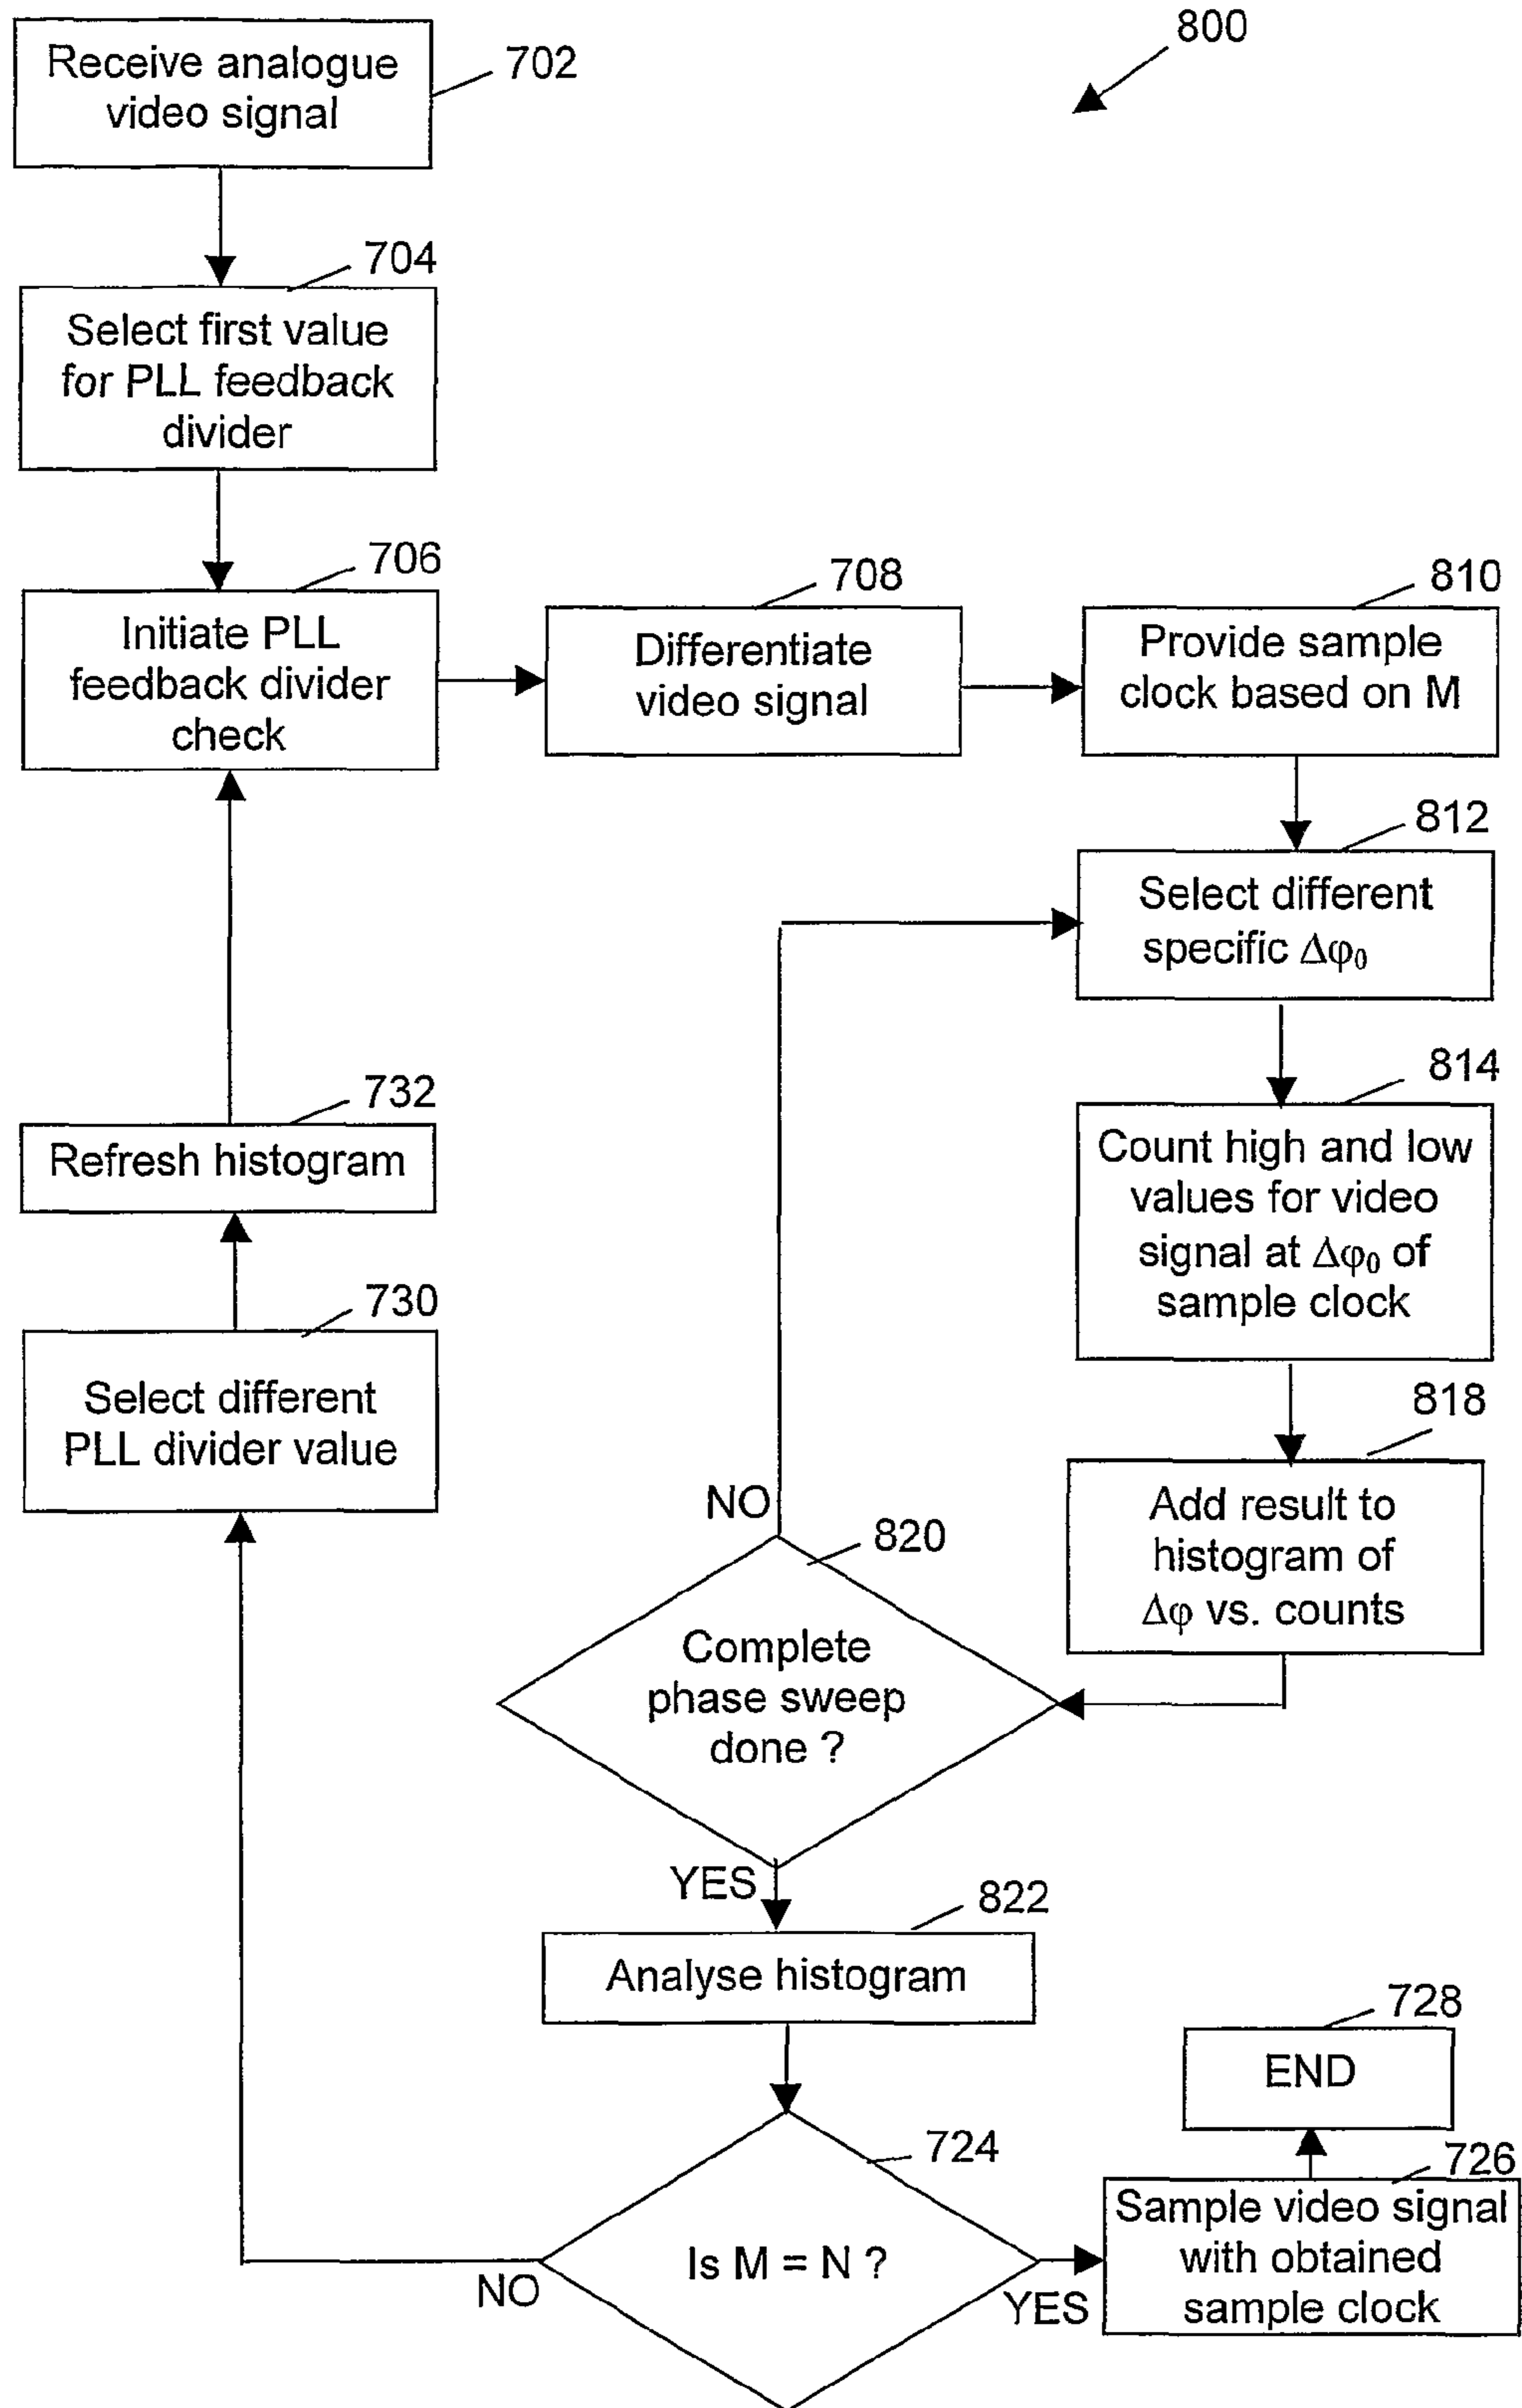 800
Receive analogue
video signal
702
704
Select first value
for PLL feedback
divider
706
Initiate PLL
feedback divider
check
708
Differentiate
video signal
810
Provide sample
clock based on M
812
Select different
specific Δφ₀
814
Count high and low
values for video
signal at Δφ₀ of
sample clock
818
Add result to
histogram of
Δφ vs. counts
732
Refresh histogram
730
Select different
PLL divider value
NO
820
Complete
phase sweep
done ?
YES
822
Analyse histogram
724
Is M = N ?
NO
YES
726
Sample video signal
with obtained
sample clock
728
END